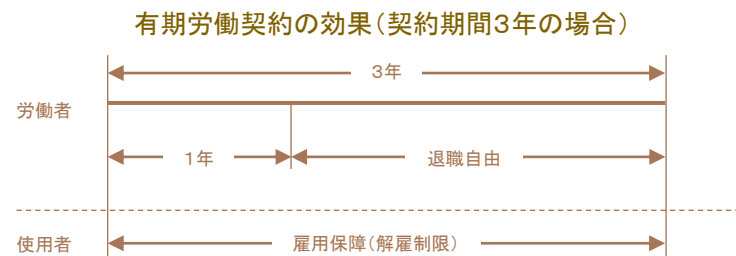 有期労働契約の効果（契約期間３年の場合）
３年
労働者
１年
退職自由
使用者
雇用保障（解雇制限）